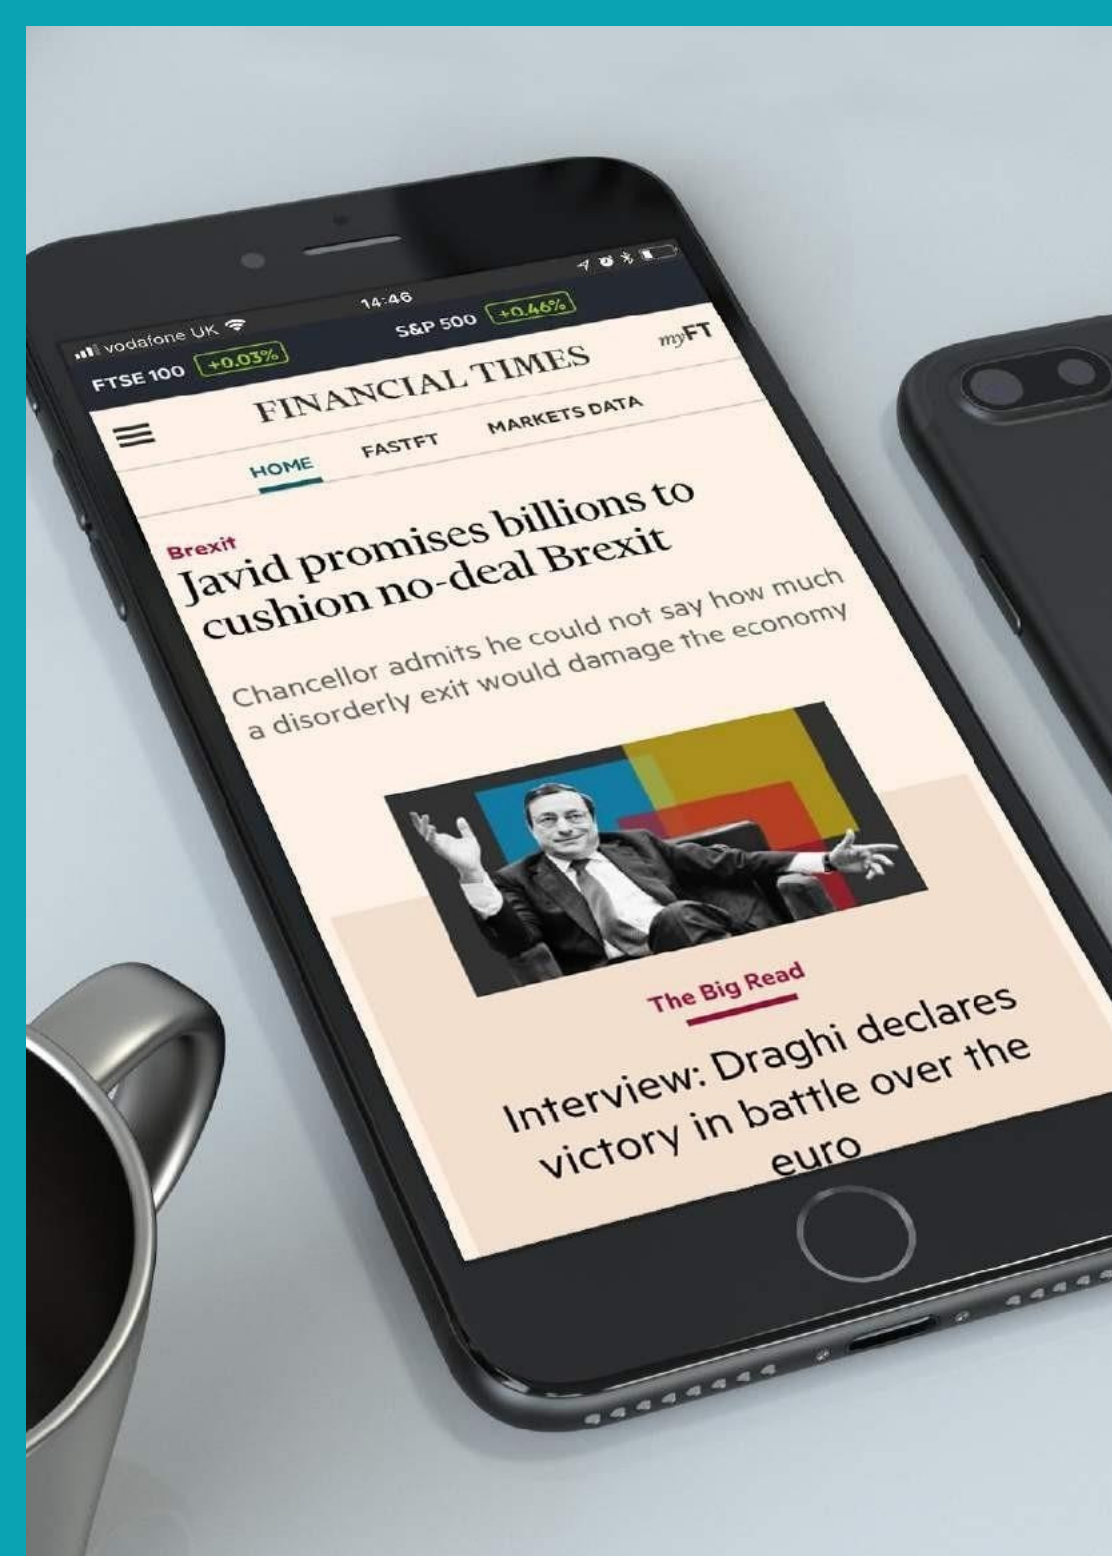 vodafone UK
14:46
FTSE 100 +0.03%
S&P 500 +0.46%
FINANCIAL TIMES
myFT
HOME
FASTFT
MARKETS DATA
Brexit
Javid promises billions to
cushion no-deal Brexit
Chancellor admits he could not say how much
a disorderly exit would damage the economy
The Big Read
Interview: Draghi declares
victory in battle over the
euro